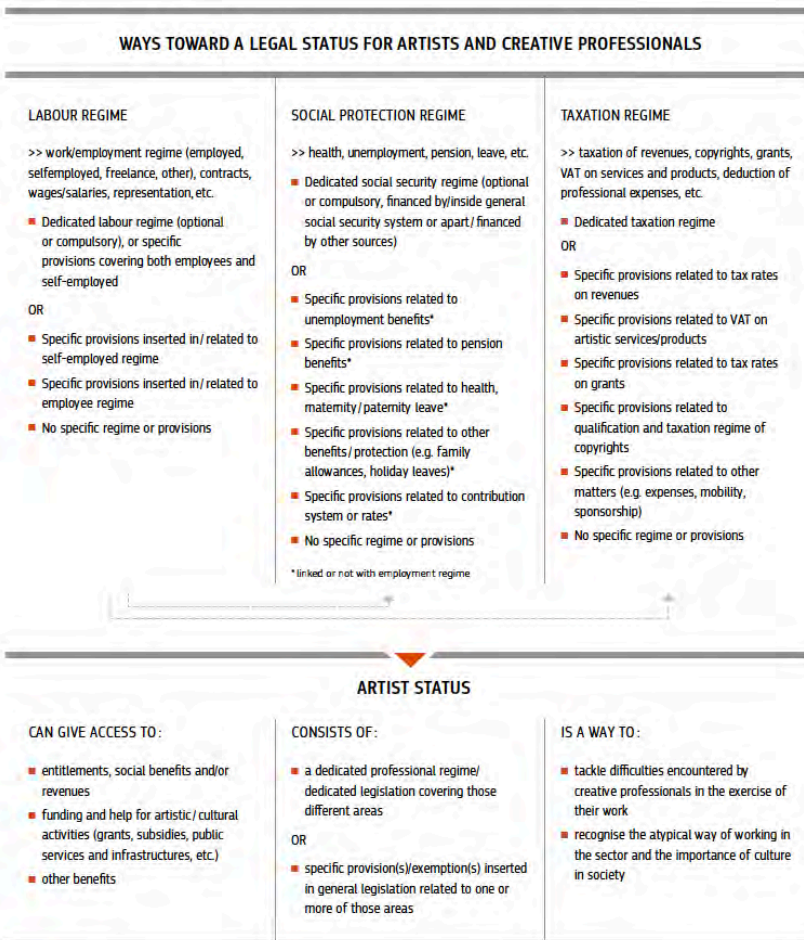 WAYS TOWARD A LEGAL STATUS FOR ARTISTS AND CREATIVE PROFESSIONALS
LABOUR REGIME
>> work/employment regime (employed,
selfemployed, freelance, other), contracts,
wages/salaries, representation, etc.
■ Dedicated labour regime (optional
or compulsory), or specific
provisions covering both employees and
self-employed
OR
■ Specific provisions inserted in/related to
self-employed regime
■ Specific provisions inserted in/related to
employee regime
■ No specific regime or provisions
SOCIAL PROTECTION REGIME
>> health, unemployment, pension, leave, etc.
■ Dedicated social security regime (optional
or compulsory, financed by/inside general
social security system or apart/financed
by other sources)
OR
■ Specific provisions related to
unemployment benefits*
■ Specific provisions related to pension
benefits*
■ Specific provisions related to health,
maternity/paternity leave*
■ Specific provisions related to other
benefits/protection (e.g. family
allowances, holiday leaves)*
■ Specific provisions related to contribution
system or rates*
■ No specific regime or provisions
*linked or not with employment regime
TAXATION REGIME
>> taxation of revenues, copyrights, grants,
VAT on services and products, deduction of
professional expenses, etc.
■ Dedicated taxation regime
OR
■ Specific provisions related to tax rates
on revenues
■ Specific provisions related to VAT on
artistic services/products
■ Specific provisions related to tax rates
on grants
■ Specific provisions related to
qualification and taxation regime of
copyrights
■ Specific provisions related to other
matters (e.g. expenses, mobility,
sponsorship)
■ No specific regime or provisions
ARTIST STATUS
CAN GIVE ACCESS TO:
■ entitlements, social benefits and/or
revenues
■ funding and help for artistic/cultural
activities (grants, subsidies, public
services and infrastructures, etc.)
■ other benefits
CONSISTS OF:
■ a dedicated professional regime/
dedicated legislation covering those
different areas
OR
■ specific provision(s)/exemption(s) inserted
in general legislation related to one or
more of those areas
IS A WAY TO:
■ tackle difficulties encountered by
creative professionals in the exercise of
their work
■ recognise the atypical way of working in
the sector and the importance of culture
in society